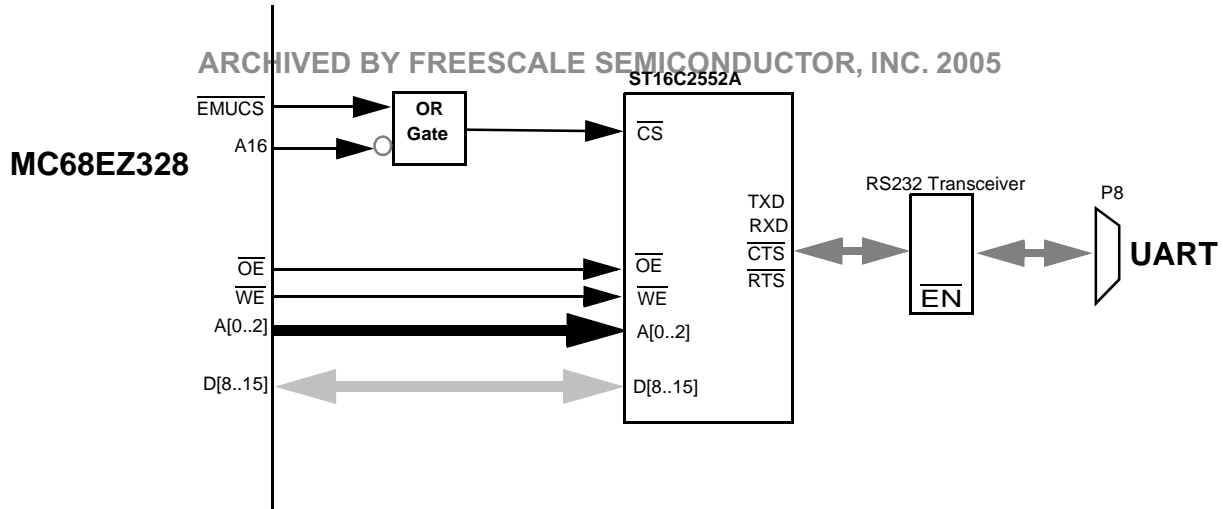 ARCHIVED BY FREESCALE SEMICONDUCTOR, INC. 2005
ST16C2552A
EMUCS
A16
OR
Gate
CS
MC68EZ328
RS232 Transceiver
P8
TXD
RXD
CTS
RTS
UART
OE
WE
A[0..2]
D[8..15]
OE
WE
A[0..2]
D[8..15]
EN